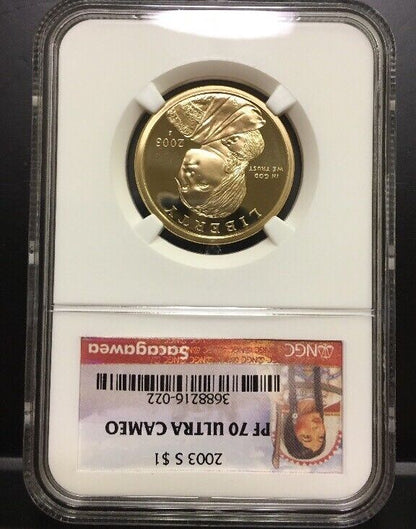 2003 S $1
PF 70 ULTRA CAMEO
3688216-022
NGC
Sacagawea
LIBERTY
IN GOD
WE TRUST
2003
S